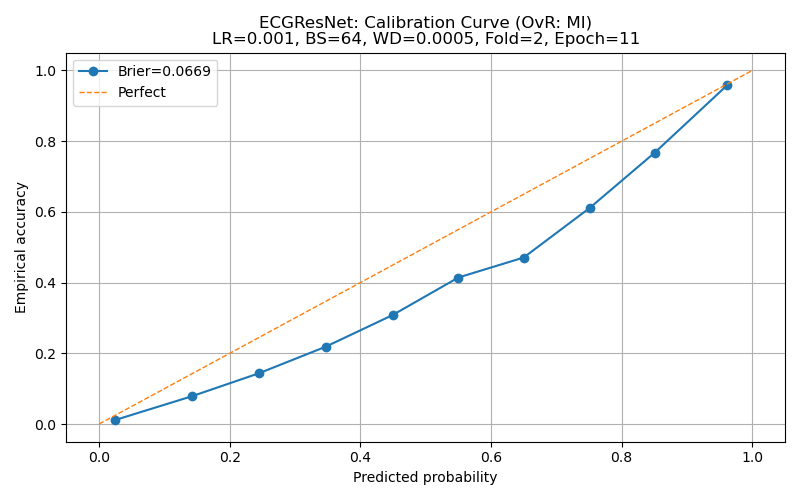 ECGResNet: Calibration Curve (OvR: MI)
LR=0.001, BS=64, WD=0.0005, Fold=2, Epoch=11
Brier=0.0669
Perfect
Empirical accuracy
1.0
0.8
0.6
0.4
0.2
0.0
0.0 0.2 0.4 0.6 0.8 1.0
Predicted probability